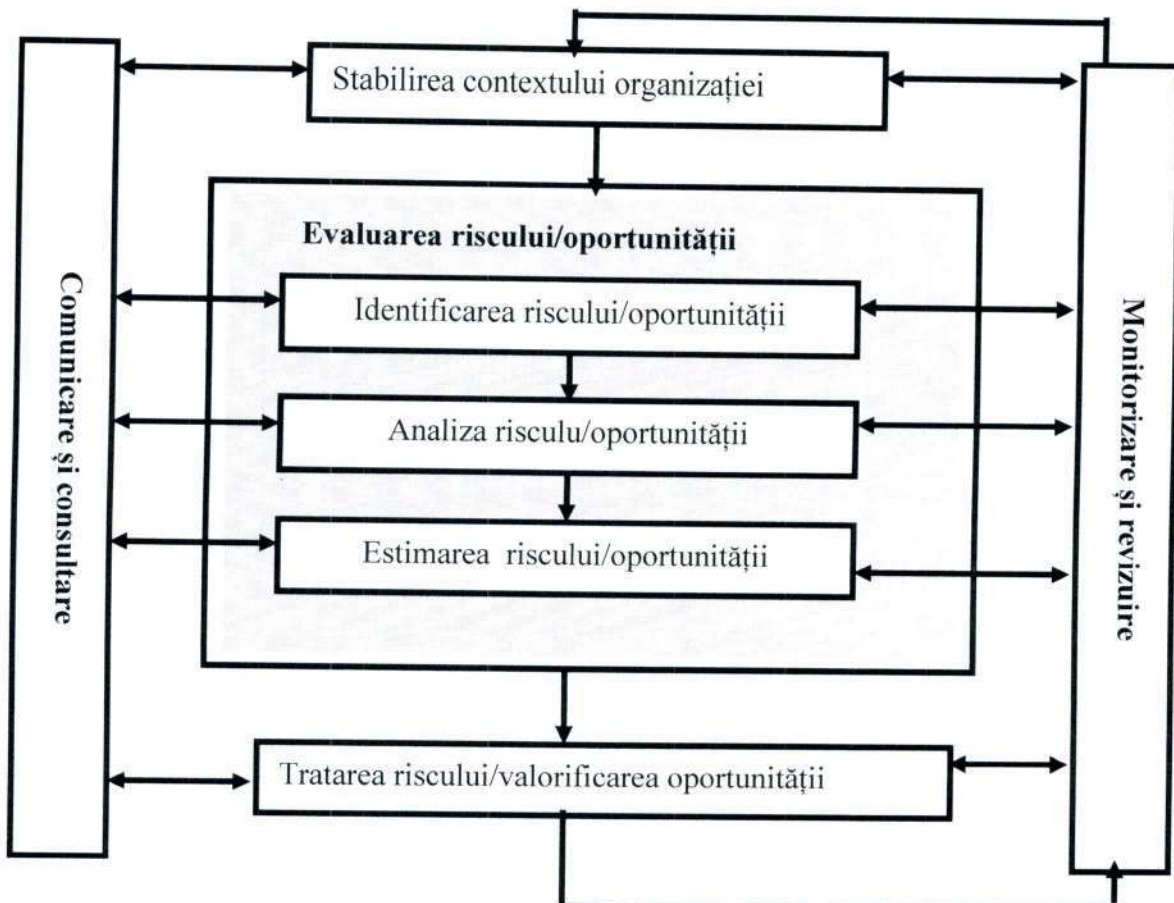 Stabilirea contextului organizației
Evaluarea riscului/oportunității
Identificarea riscului/oportunității
Analiza risculu/oportunității
Estimarea riscului/oportunității
Tratarea riscului/valorificarea oportunității
Comunicare și consultare
Monitorizare și revizuire